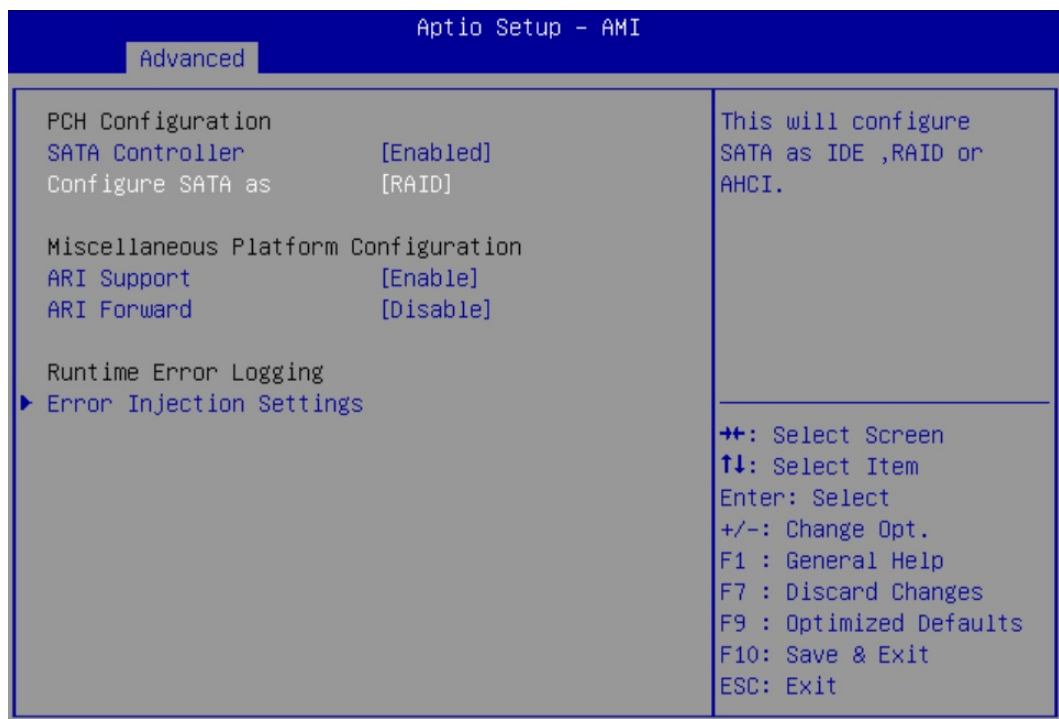 Aptio Setup – AMI
Advanced
PCH Configuration
SATA Controller [Enabled]
Configure SATA as [RAID]
Miscellaneous Platform Configuration
ARI Support [Enable]
ARI Forward [Disable]
Runtime Error Logging
Error Injection Settings
This will configure
SATA as IDE ,RAID or
AHCI.
→←: Select Screen
↑↓: Select Item
Enter: Select
+/-: Change Opt.
F1 : General Help
F7 : Discard Changes
F9 : Optimized Defaults
F10: Save & Exit
ESC: Exit